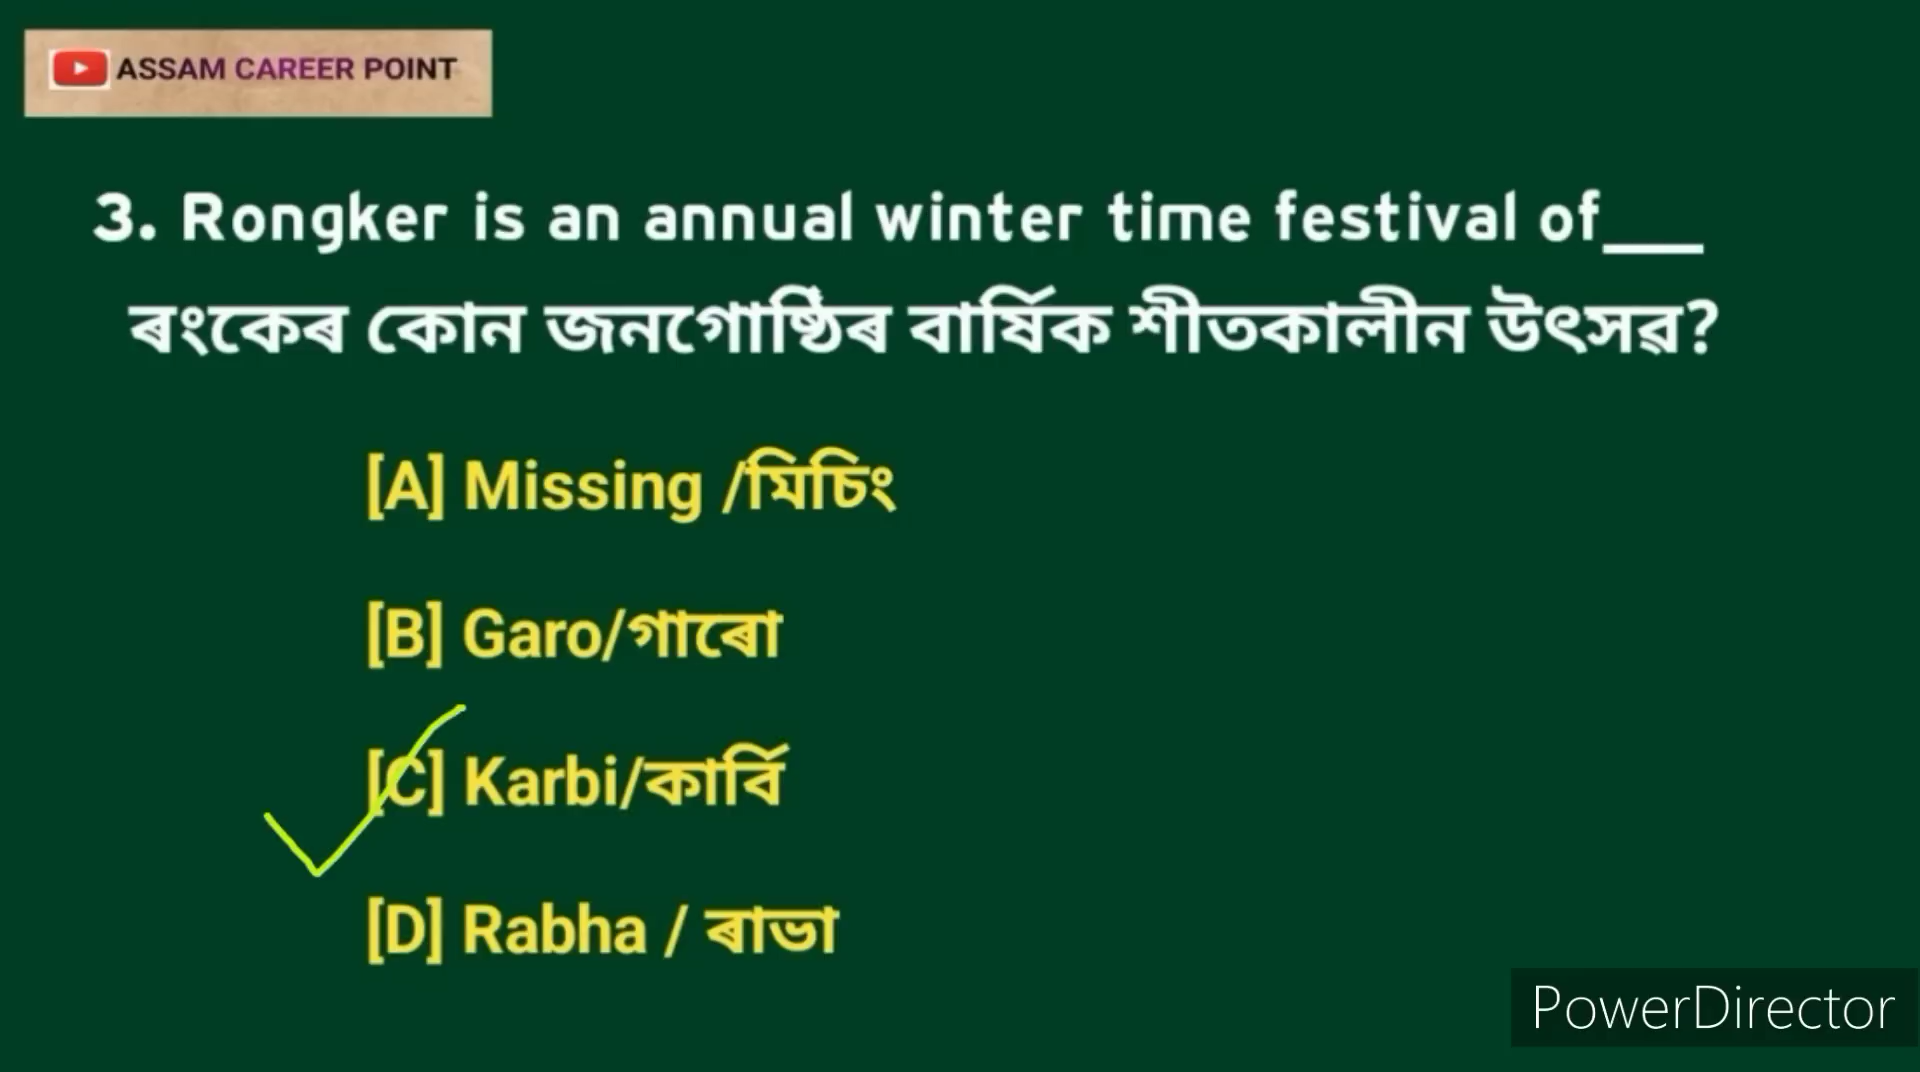 ASSAM CAREER POINT
3. Rongker is an annual winter time festival of___
ৰংকেৰ কোন জনগোষ্ঠিৰ বাৰ্ষিক শীতকালীন উৎসৱ?
[A] Missing /মিচিং
[B] Garo/গাৰো
[C] Karbi/কাৰ্বি
[D] Rabha / ৰাভা
PowerDirector